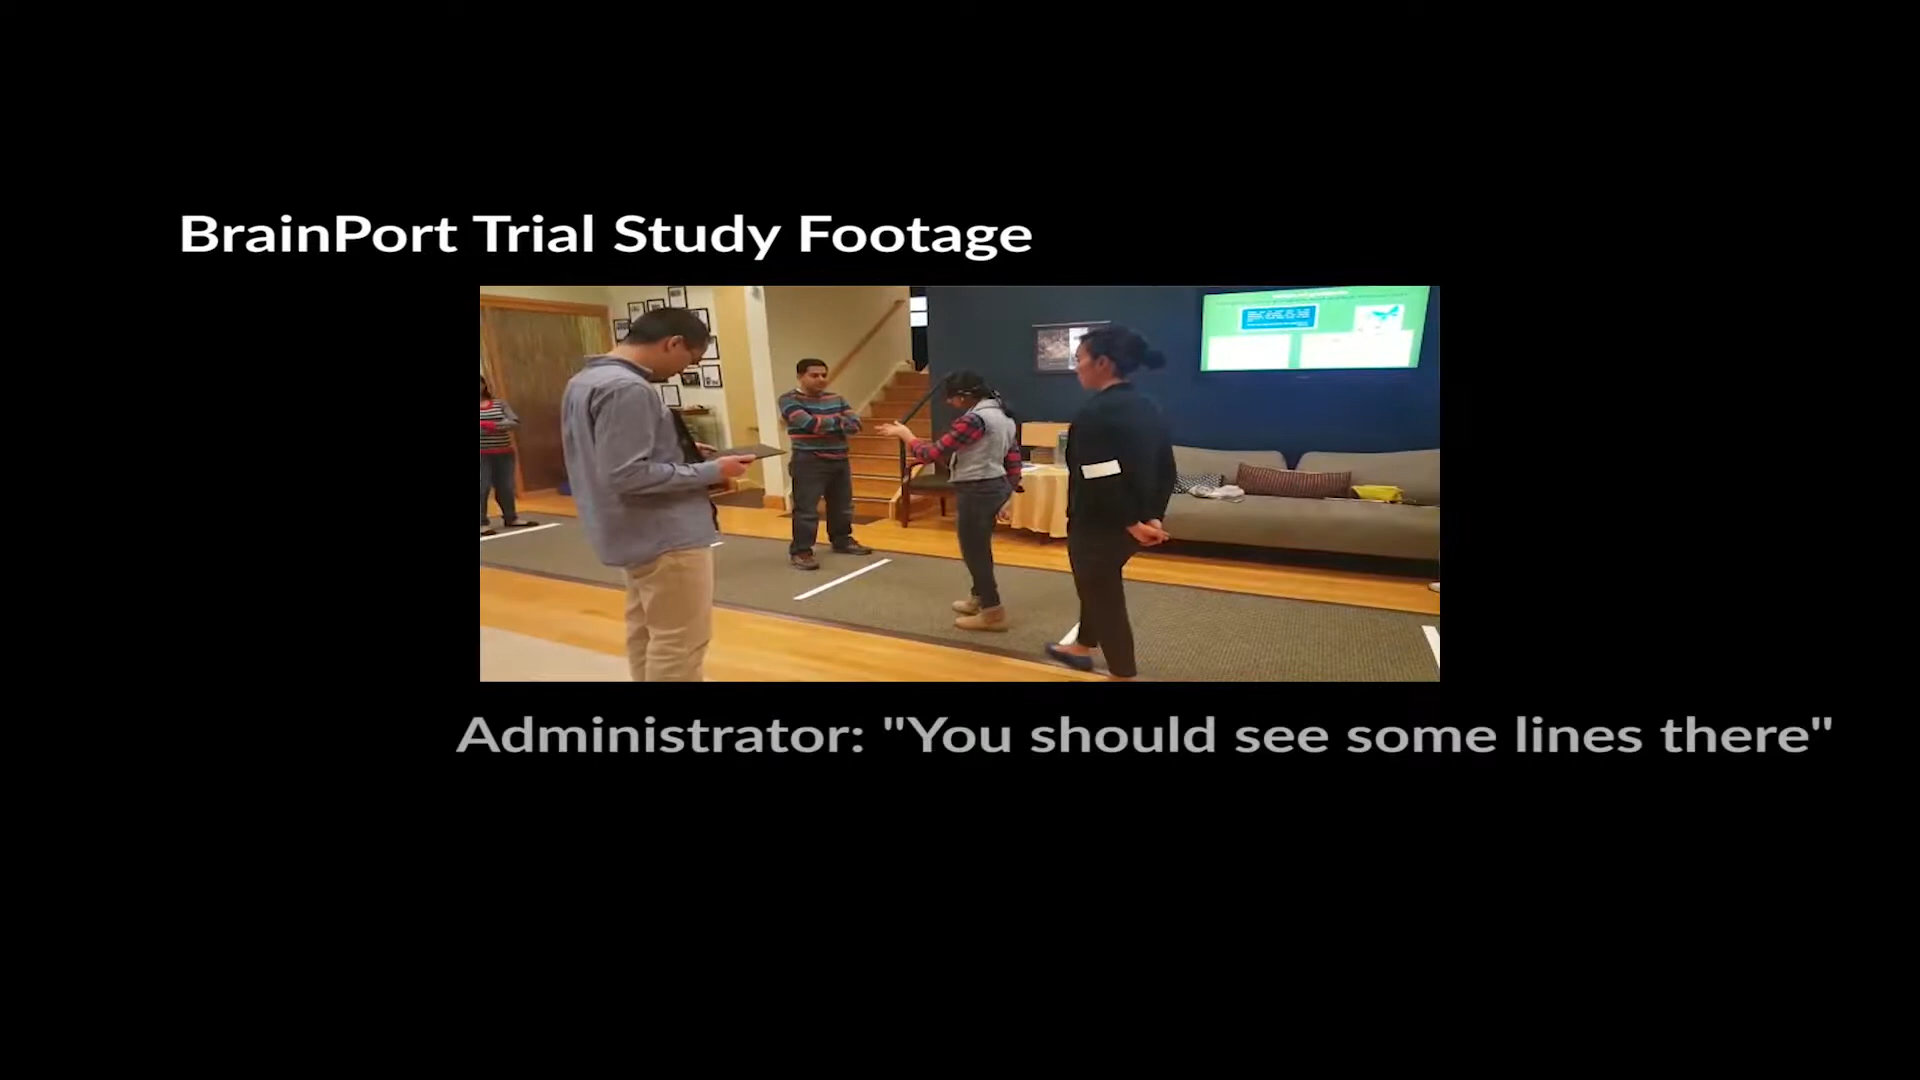 BrainPort Trial Study Footage
Administrator: "You should see some lines there"